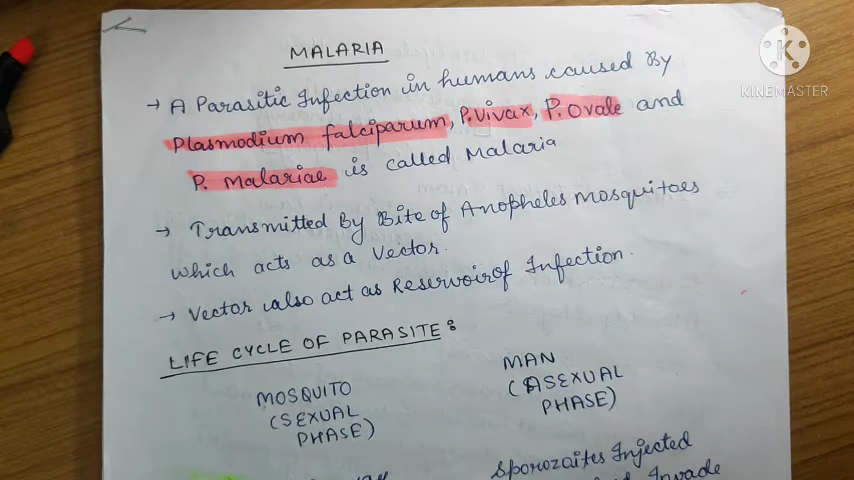 MALARIA
→ A Parasitic Infection in humans caused By
Plasmodium falciparum, P. Vivax, P. Ovale and
P. Malariae is called Malaria
→ Transmitted By Bite of Anopheles mosquitoes
which acts as a Vector.
→ Vector also act as Reservoir of Infection.
LIFE CYCLE OF PARASITE:
MOSQUITO
(SEXUAL
PHASE)
MAN
(ASEXUAL
PHASE)
Sporozaites Injected
Invade
K
KINEMASTER